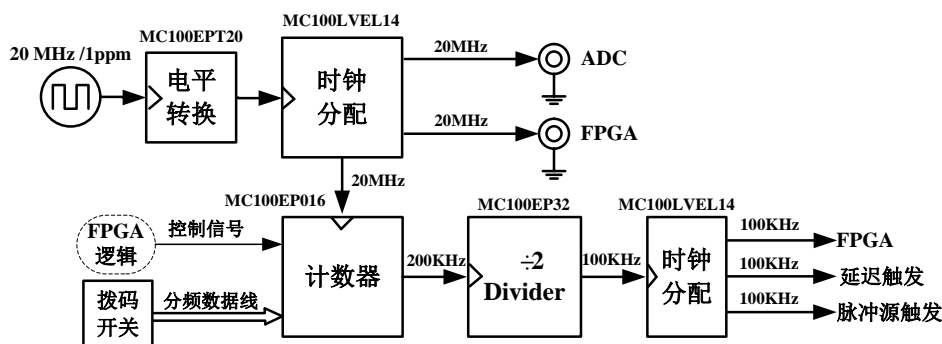 MC100LVEL14
MC100EPT20
20 MHz /1ppm
电平
转换
时钟
分配
20MHz
ADC
20MHz
FPGA
20MHz
MC100EP016
MC100EP32
MC100LVEL14
FPGA
逻辑
控制信号
计数器
200KHz
÷2
Divider
100KHz
时钟
分配
100KHz
FPGA
100KHz
延迟触发
100KHz
脉冲源触发
拨码
开关
分频数据线